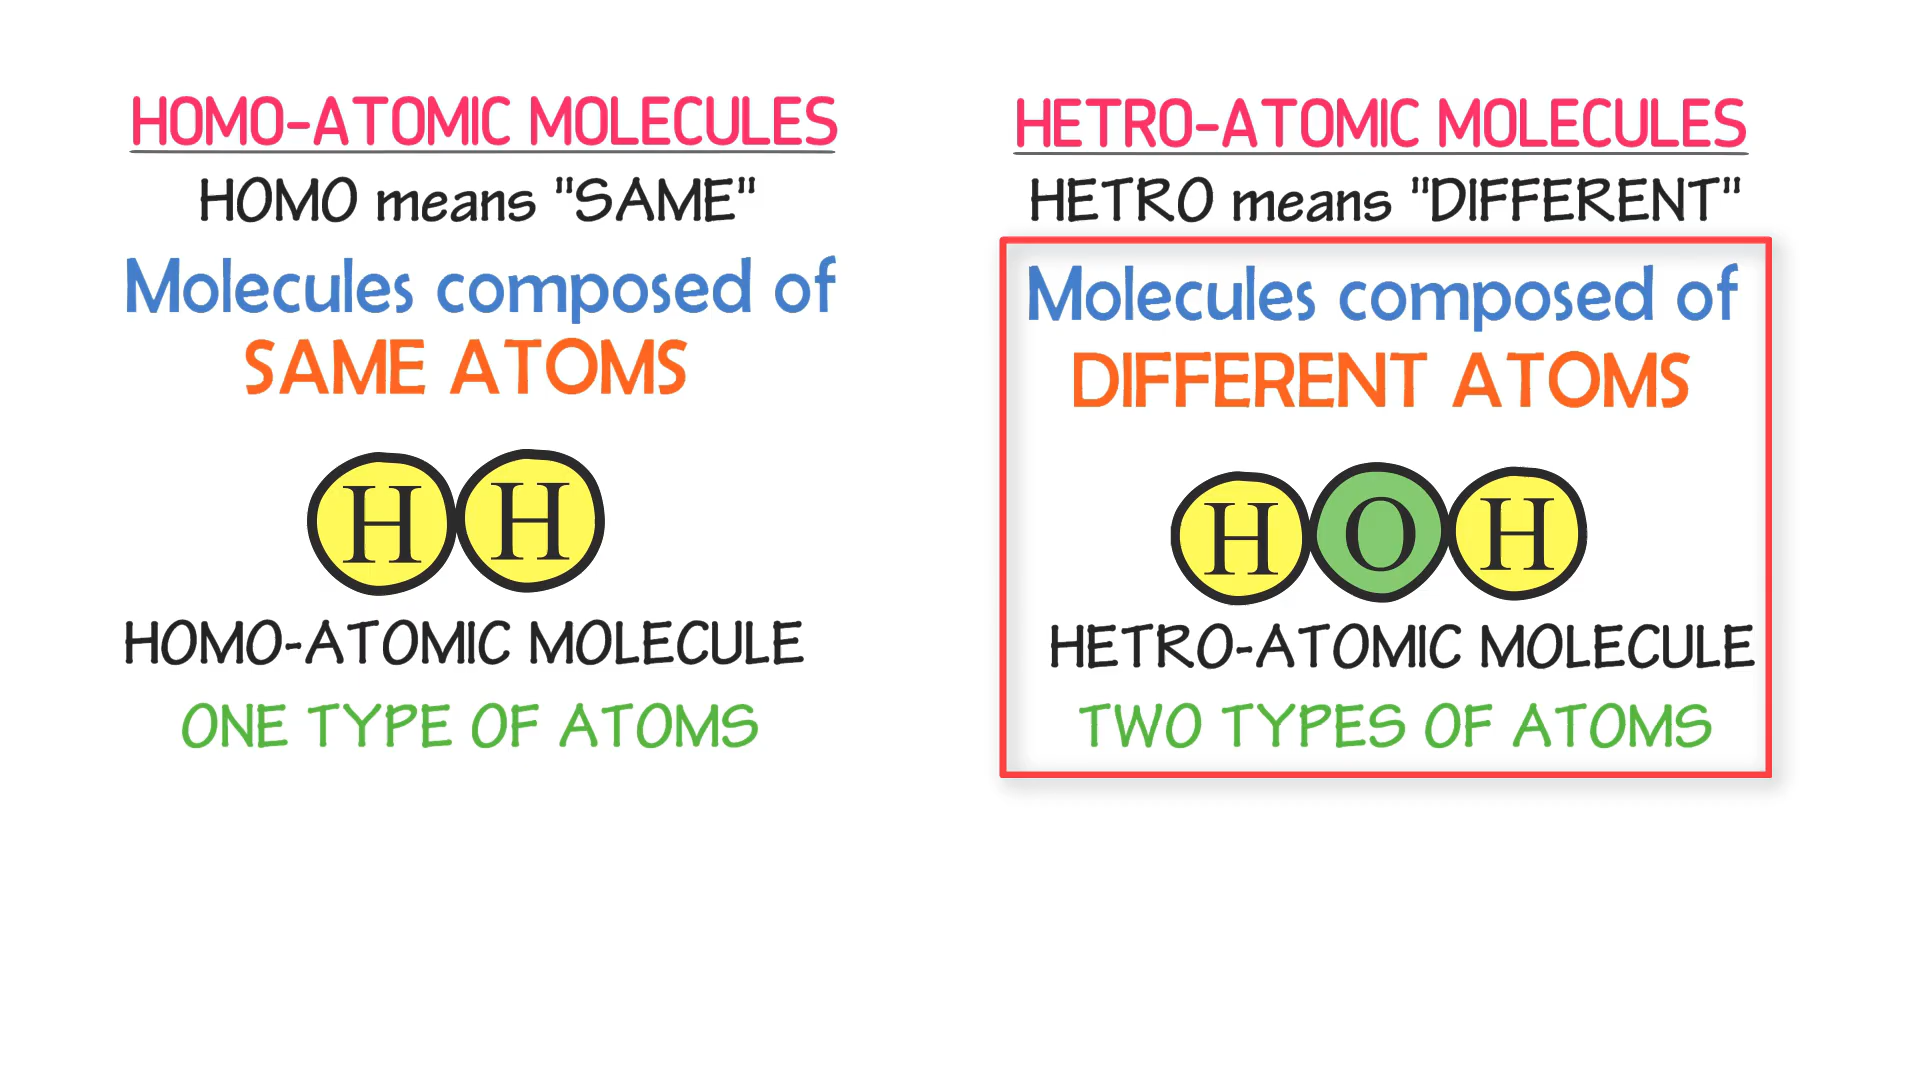 HOMO-ATOMIC MOLECULES
HOMO means "SAME"
Molecules composed of
SAME ATOMS
H H
HOMO-ATOMIC MOLECULE
ONE TYPE OF ATOMS
HETRO-ATOMIC MOLECULES
HETRO means "DIFFERENT"
Molecules composed of
DIFFERENT ATOMS
H O H
HETRO-ATOMIC MOLECULE
TWO TYPES OF ATOMS